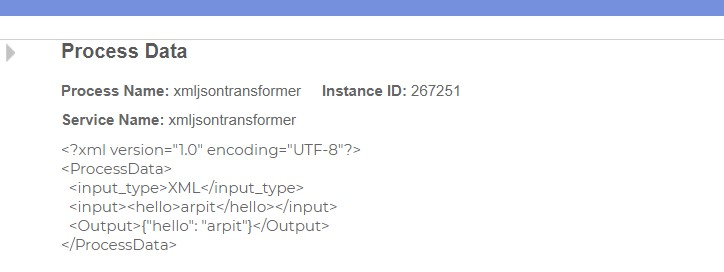 Process Data
Process Name: xmljsontransformer Instance ID: 267251
Service Name: xmljsontransformer
<?xml version="1.0" encoding="UTF-8"?>
<ProcessData>
  <input_type>XML</input_type>
  <input><hello>arpit</hello></input>
  <Output>{"hello": "arpit"}</Output>
</ProcessData>